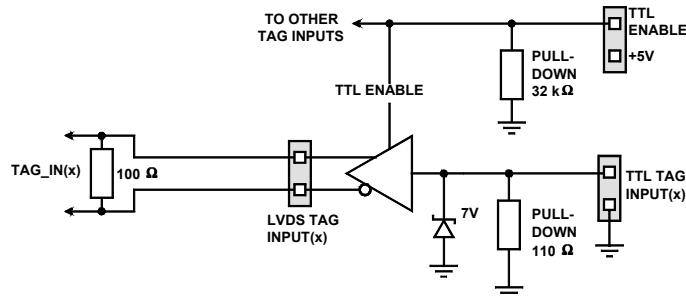 TO OTHER
TAG INPUTS
TTL
ENABLE
+5V
PULL-
DOWN
32 kΩ
TTL ENABLE
TAG_IN(x)
100 Ω
LVDS TAG
INPUT(x)
7V
PULL-
DOWN
110 Ω
TTL TAG
INPUT(x)